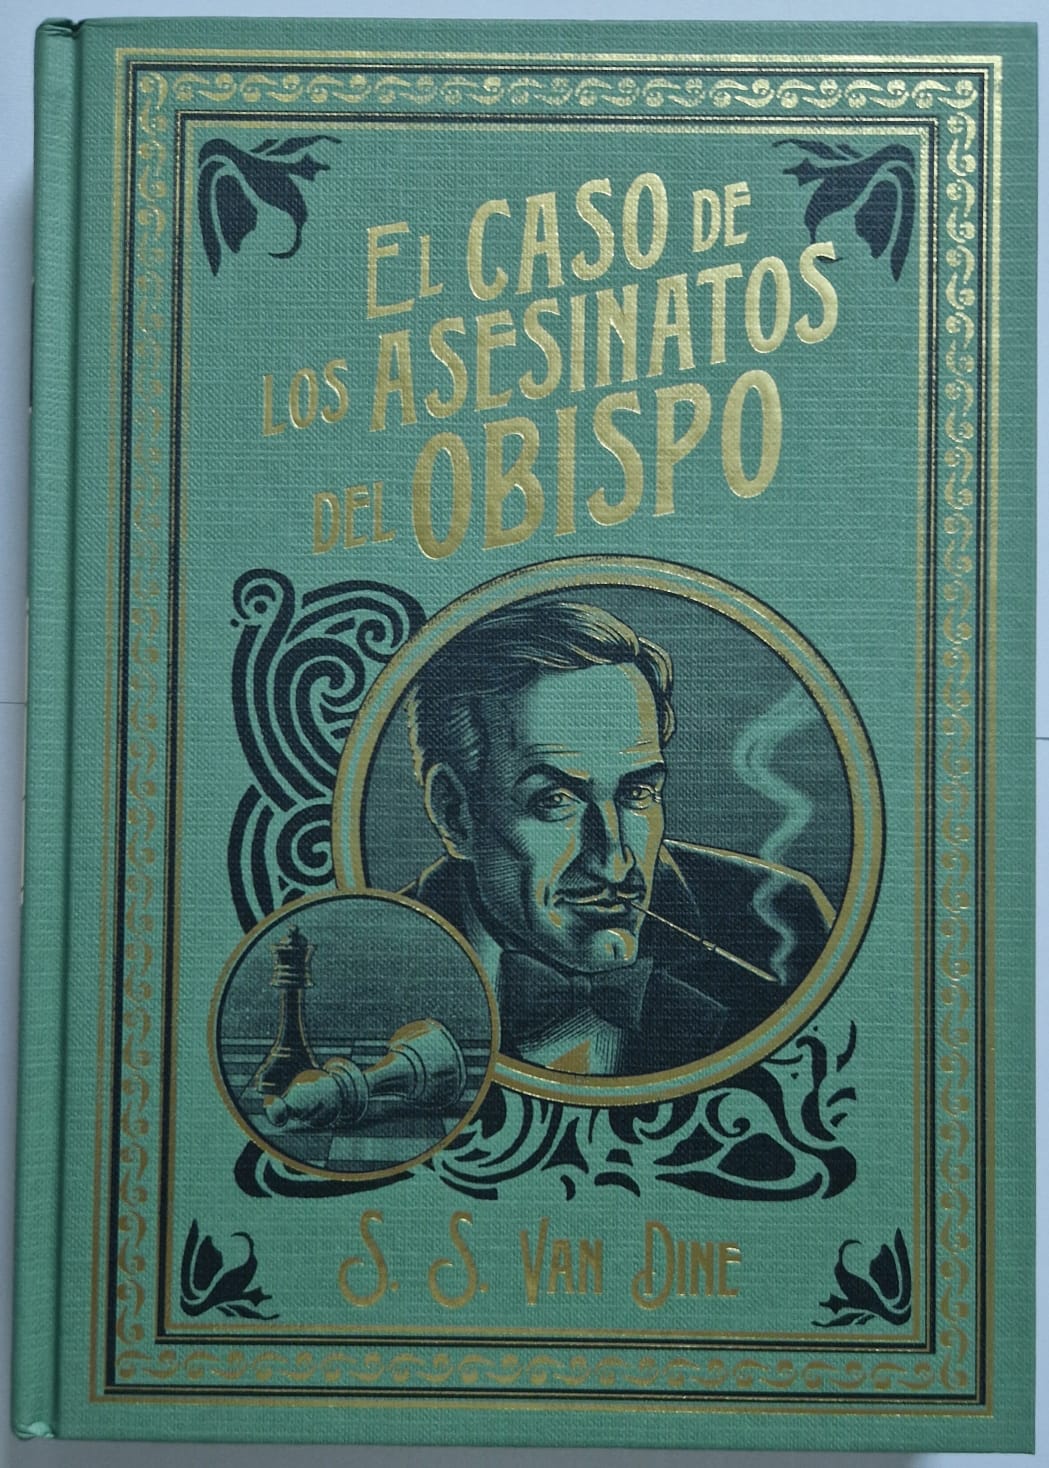 EL CASO DE
LOS ASESINATOS
DEL OBISPO
S. S. VAN DINE